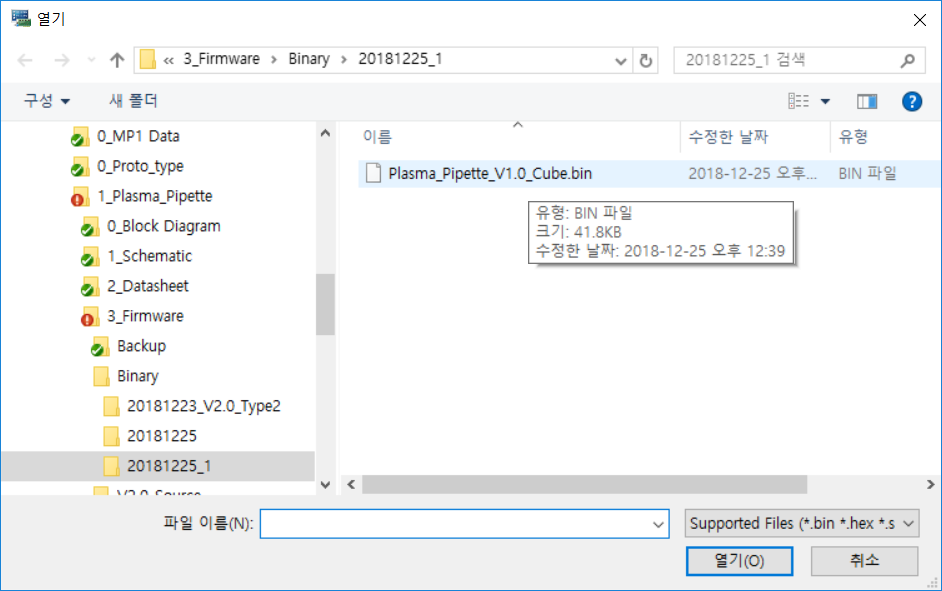 열기
« 3_Firmware > Binary > 20181225_1
20181225_1 검색
구성
새 폴더
0_MP1 Data
0_Proto_type
1_Plasma_Pipette
0_Block Diagram
1_Schematic
2_Datasheet
3_Firmware
Backup
Binary
20181223_V2.0_Type2
20181225
20181225_1
V2.0_Source
이름 수정한 날짜 유형
Plasma_Pipette_V1.0_Cube.bin 2018-12-25 오후... BIN 파일
유형: BIN 파일
크기: 41.8KB
수정한 날짜: 2018-12-25 오후 12:39
파일 이름(N):
Supported Files (*.bin *.hex *.s
열기(O)
취소